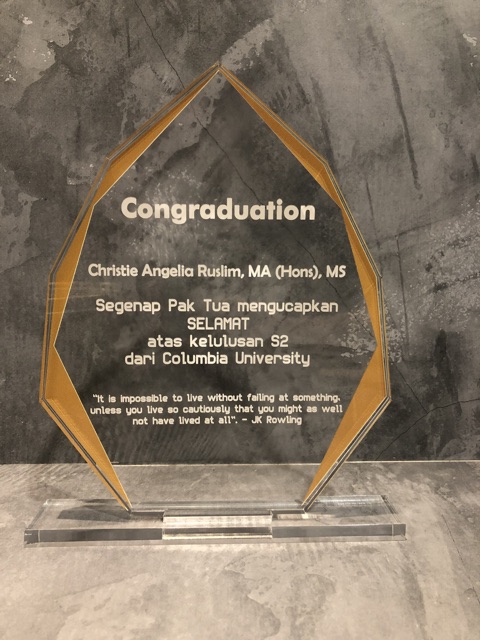 Congraduation
Christie Angelia Ruslim, MA (Hons), MS
Segenap Pak Tua mengucapkan
SELAMAT
atas kelulusan S2
dari Columbia University
"It is impossible to live without failing at something,
unless you live so cautiously that you might as well
not have lived at all". - JK Rowling